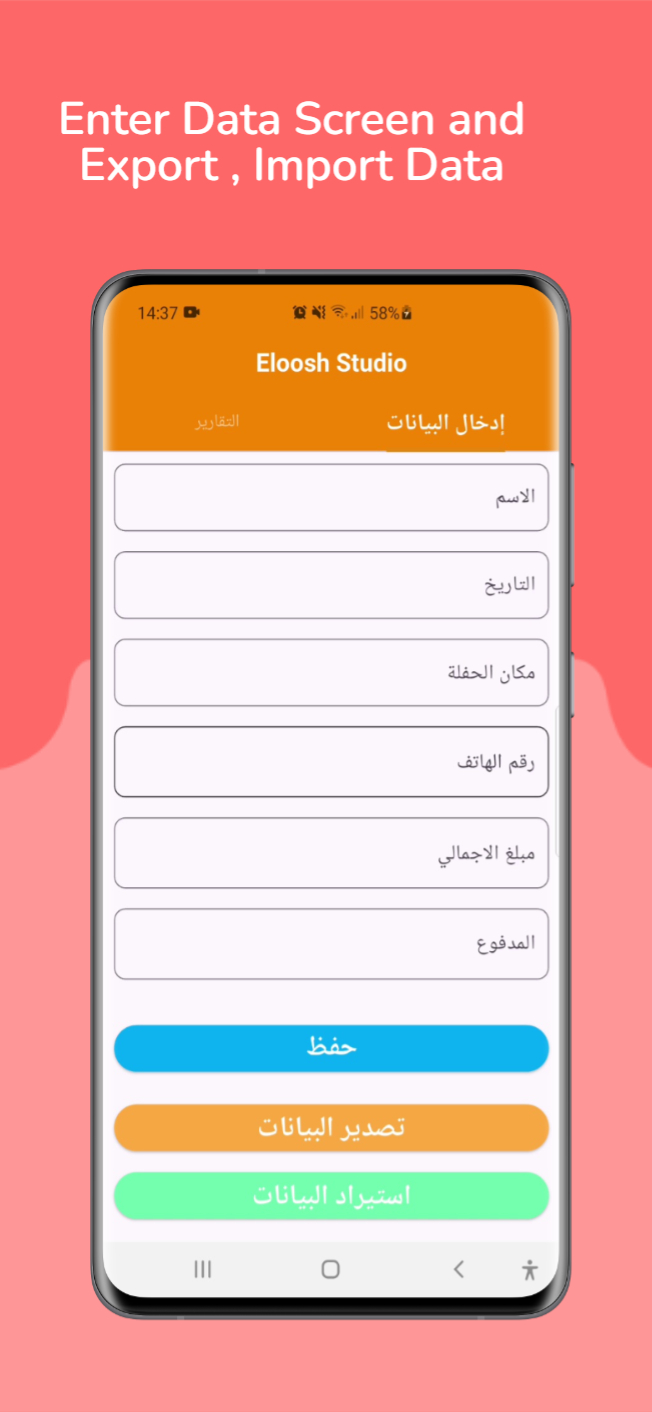 Enter Data Screen and
Export , Import Data
14:37 58%
Eloosh Studio
إدخال البيانات التقارير
الاسم
التاريخ
مكان الحفلة
رقم الهاتف
مبلغ الاجمالي
المدفوع
حفظ
تصدير البيانات
استيراد البيانات